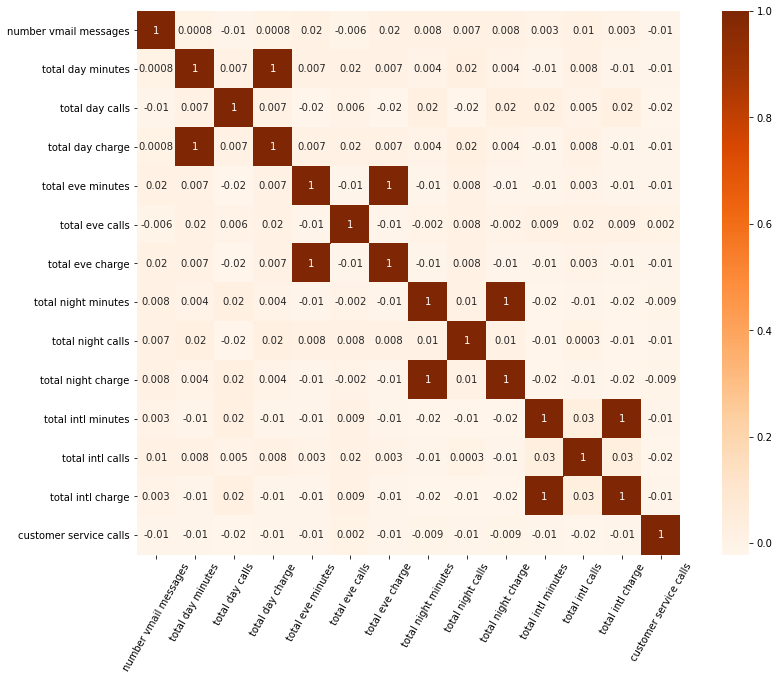 number vmail messages 1 0.0008 -0.01 0.0008 0.02 -0.006 0.02 0.008 0.007 0.008 0.003 0.01 0.003 -0.01
total day minutes 0.0008 1 0.007 1 0.007 0.02 0.007 0.004 0.02 0.004 -0.01 0.008 -0.01 -0.01
total day calls -0.01 0.007 1 0.007 -0.02 0.006 -0.02 0.02 -0.02 0.02 0.02 0.005 0.02 -0.02
total day charge 0.0008 1 0.007 1 0.007 0.02 0.007 0.004 0.02 0.004 -0.01 0.008 -0.01 -0.01
total eve minutes 0.02 0.007 -0.02 0.007 1 -0.01 1 -0.01 0.008 -0.01 -0.01 0.003 -0.01 -0.01
total eve calls -0.006 0.02 0.006 0.02 -0.01 1 -0.01 -0.002 0.008 -0.002 0.009 0.02 0.009 0.002
total eve charge 0.02 0.007 -0.02 0.007 1 -0.01 1 -0.01 0.008 -0.01 -0.01 0.003 -0.01 -0.01
total night minutes 0.008 0.004 0.02 0.004 -0.01 -0.002 -0.01 1 0.01 1 -0.02 -0.01 -0.02 -0.009
total night calls 0.007 0.02 -0.02 0.02 0.008 0.008 0.008 0.01 1 0.01 -0.01 0.0003 -0.01 -0.01
total night charge 0.008 0.004 0.02 0.004 -0.01 -0.002 -0.01 1 0.01 1 -0.02 -0.01 -0.02 -0.009
total intl minutes 0.003 -0.01 0.02 -0.01 -0.01 0.009 -0.01 -0.02 -0.01 -0.02 1 0.03 1 -0.01
total intl calls 0.01 0.008 0.005 0.008 0.003 0.02 0.003 -0.01 0.0003 -0.01 0.03 1 0.03 -0.02
total intl charge 0.003 -0.01 0.02 -0.01 -0.01 0.009 -0.01 -0.02 -0.01 -0.02 1 0.03 1 -0.01
customer service calls -0.01 -0.01 -0.02 -0.01 -0.01 0.002 -0.01 -0.009 -0.01 -0.009 -0.01 -0.02 -0.01 1
number vmail messages
total day minutes
total day calls
total day charge
total eve minutes
total eve calls
total eve charge
total night minutes
total night calls
total night charge
total intl minutes
total intl calls
total intl charge
customer service calls
1.0
0.8
0.6
0.4
0.2
0.0